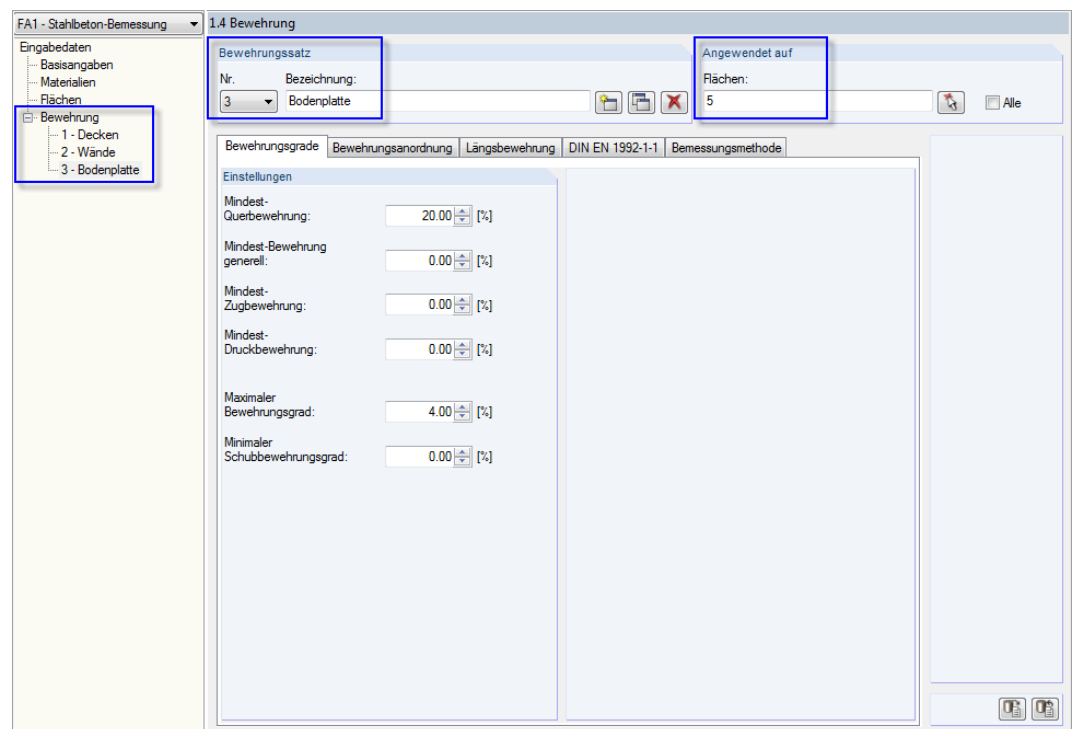 FA1 - Stahlbeton-Bemessung
Eingabedaten
Basisangaben
Materialien
Flächen
Bewehrung
1 - Decken
2 - Wände
3 - Bodenplatte
1.4 Bewehrung
Bewehrungssatz
Nr. Bezeichnung:
3 Bodenplatte
Angewendet auf
Flächen:
5
Alle
Bewehrungsgrade Bewehrungsanordnung Längsbewehrung DIN EN 1992-1-1 Bemessungsmethode
Einstellungen
Mindest-
Querbewehrung: 20.00 [%]
Mindest-Bewehrung
generell: 0.00 [%]
Mindest-
Zugbewehrung: 0.00 [%]
Mindest-
Druckbewehrung: 0.00 [%]
Maximaler
Bewehrungsgrad: 4.00 [%]
Minimaler
Schubbewehrungsgrad: 0.00 [%]